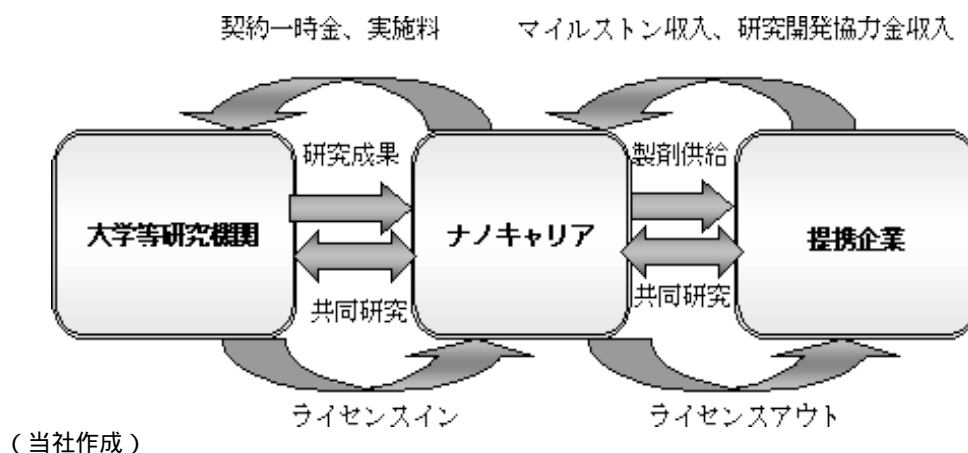 契約一時金、実施料
マイルストン収入、研究開発協力金収入
研究成果
製剤供給
大学等研究機関
ナノキャリア
提携企業
共同研究
共同研究
ライセンスイン
ライセンスアウト
(当社作成)